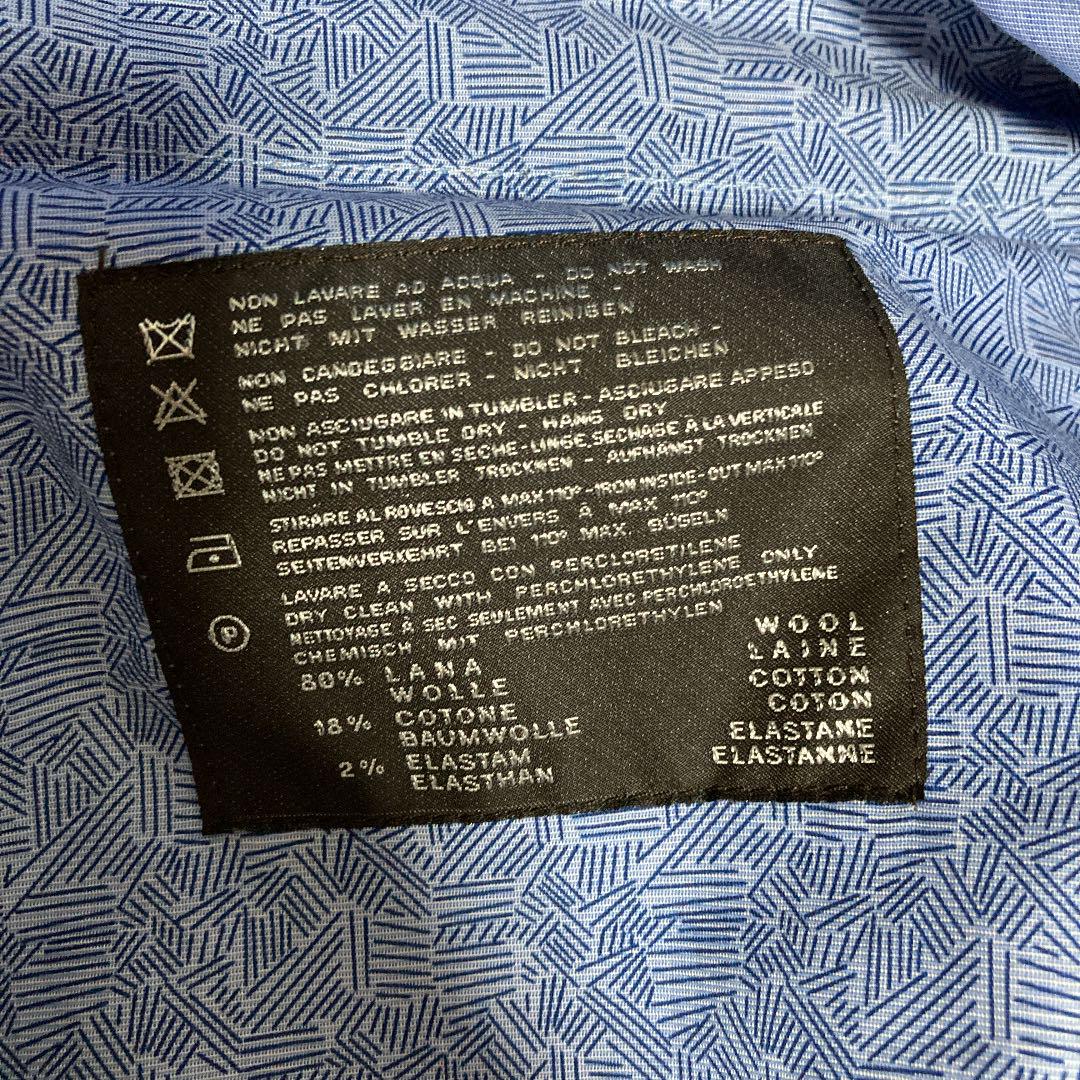 NON LAVARE AD ACQUA - DO NOT WASH
NE PAS LAVER EN MACHINE -
NICHT MIT WASSER REINIGEN
NON CANDEGGIARE - DO NOT BLEACH -
NE PAS CHLORER - NICHT BLEICHEN
NON ASCIUGARE IN TUMBLER - ASCIUGARE APPESO
DO NOT TUMBLE DRY - HANG DRY
NE PAS METTRE EN SECHE-LINGE, SECHAGE A LA VERTICALE
NICHT IN TUMBLER TROCKNEN - AUFHANGT TROCKNEN
STIRARE AL ROVESCIO A MAX 110° - IRON INSIDE-OUT MAX 110°
REPASSER SUR L'ENVERS À MAX 110°
SEITENVERKEHRT BEI 110° MAX. BÜGELN
LAVARE A SECCO CON PERCLORETILENE
DRY CLEAN WITH PERCHLORETHYLENE ONLY
NETTOYAGE À SEC SEULEMENT AVEC PERCHLOROETHYLENE
CHEMISCH MIT PERCHLORETHYLEN
P
80% LANA WOOL
WOLLE LAINE
18% COTONE COTTON
BAUMWOLLE COTON
2% ELASTAM ELASTANE
ELASTHAN ELASTANNE